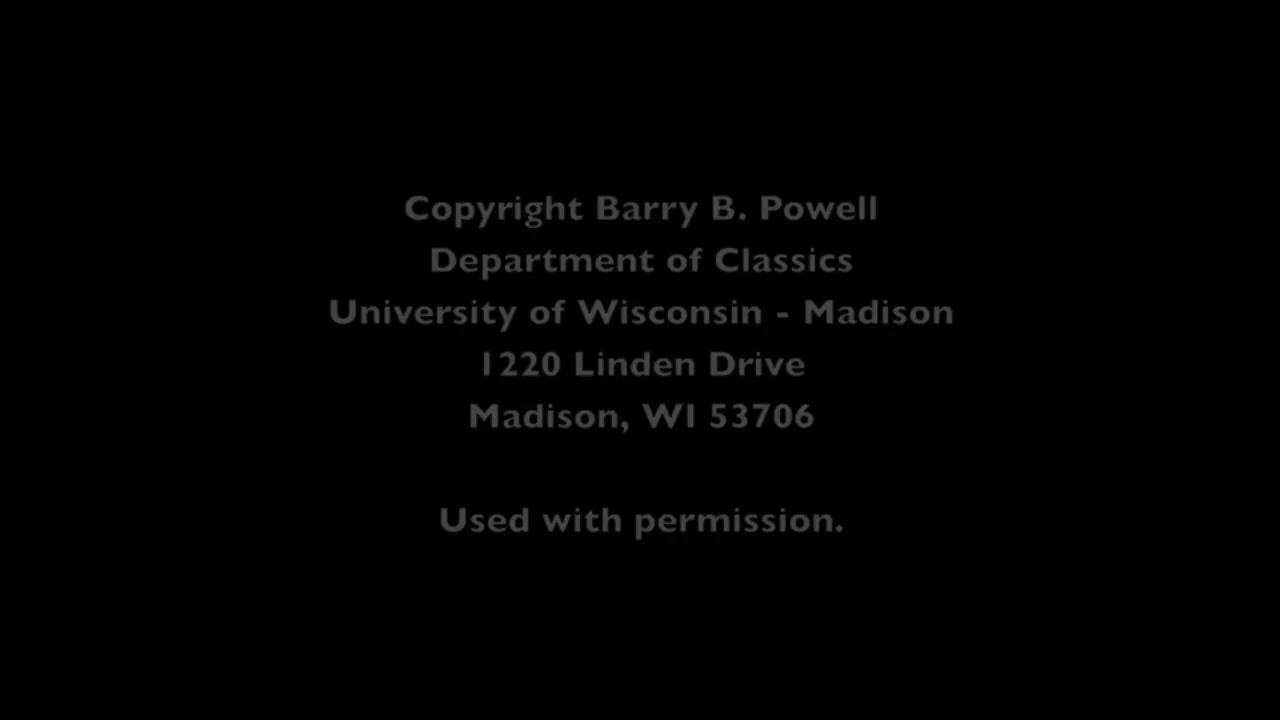 Copyright Barry B. Powell
Department of Classics
University of Wisconsin - Madison
1220 Linden Drive
Madison, WI 53706
Used with permission.